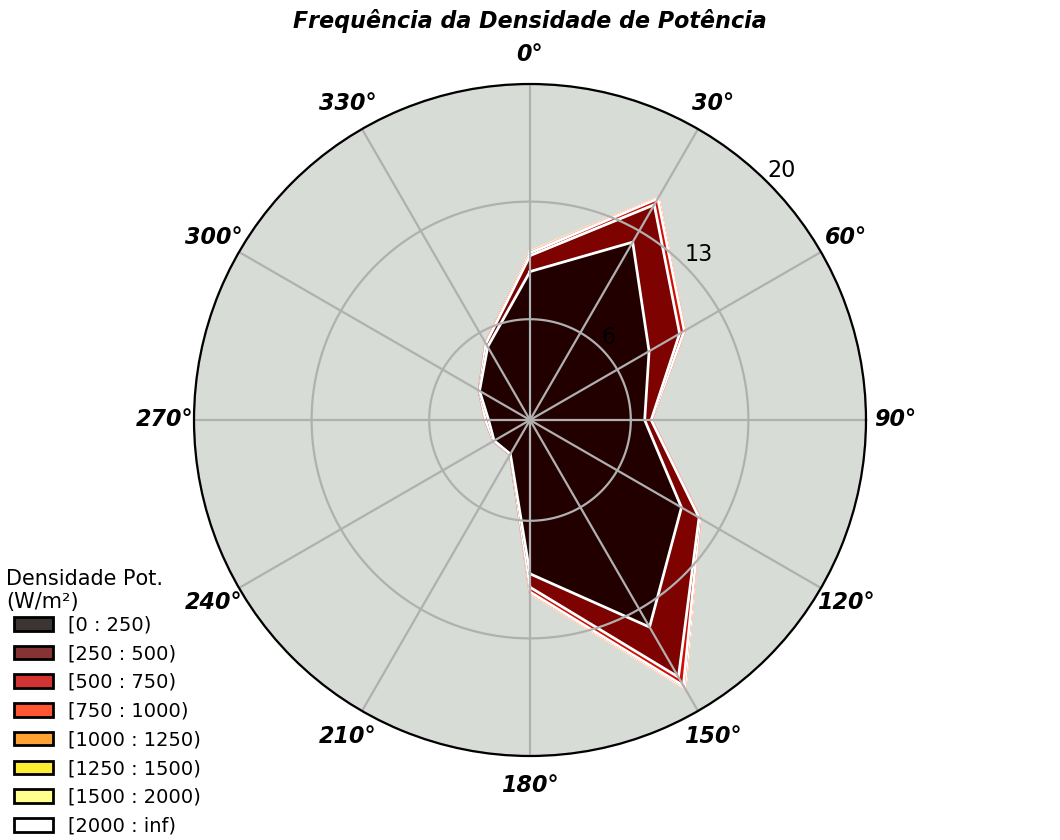 Frequência da Densidade de Potência
0°
330°
30°
20
300°
60°
13
6
270°
90°
240°
120°
210°
150°
180°
Densidade Pot.
(W/m²)
[0 : 250)
[250 : 500)
[500 : 750)
[750 : 1000)
[1000 : 1250)
[1250 : 1500)
[1500 : 2000)
[2000 : inf)